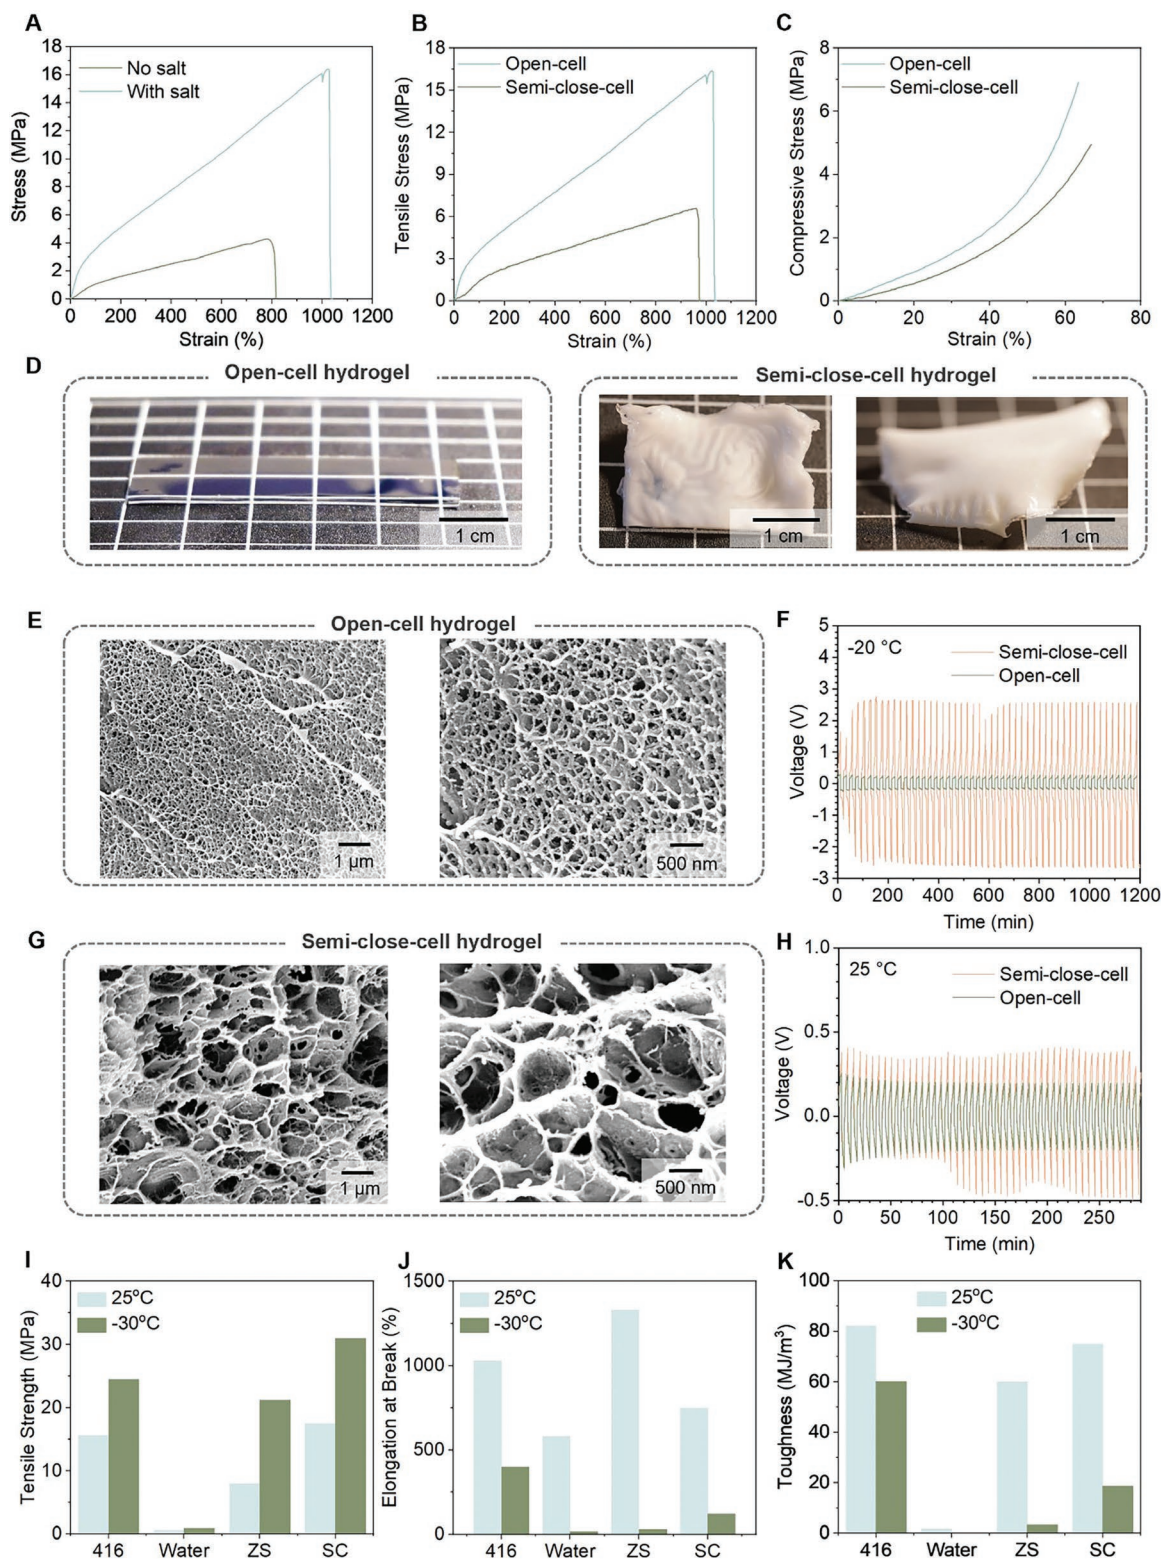 A
Stress (MPa)
18
16
14
12
10
8
6
4
2
0
No salt
With salt
0 200 400 600 800 1000 1200
Strain (%)
B
Tensile Stress (MPa)
18
15
12
9
6
3
0
Open-cell
Semi-close-cell
0 200 400 600 800 1000 1200
Strain (%)
C
Compressive Stress (MPa)
8
6
4
2
0
Open-cell
Semi-close-cell
0 20 40 60 80
Strain (%)
D
Open-cell hydrogel
1 cm
Semi-close-cell hydrogel
1 cm
1 cm
E
Open-cell hydrogel
1 μm
500 nm
F
Voltage (V)
5
4
3
2
1
0
-1
-2
-3
-20 °C
Semi-close-cell
Open-cell
0 200 400 600 800 1000 1200
Time (min)
G
Semi-close-cell hydrogel
1 μm
500 nm
H
Voltage (V)
1.0
0.5
0.0
-0.5
25 °C
Semi-close-cell
Open-cell
0 50 100 150 200 250
Time (min)
I
Tensile Strength (MPa)
40
30
20
10
0
25°C
-30°C
416 Water ZS SC
J
Elongation at Break (%)
1500
1000
500
0
25°C
-30°C
416 Water ZS SC
K
Toughness (MJ/m³)
100
80
60
40
20
0
25°C
-30°C
416 Water ZS SC